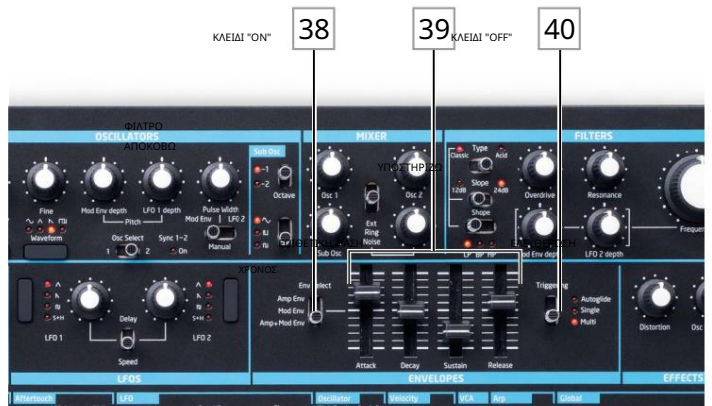 38
39
40
ΚΛΕΙΔΙ "ON"
ΚΛΕΙΔΙ "OFF"
ΦΙΛΤΡΟ
ΑΠΟΚΟΒΩ
OSCILLATORS
MIXER
FILTERS
ΥΠΟΣΤΗΡΙΖΩ
Sub Osc
-1
-2
Octave
Type
Classic
Acid
Slope
12dB
24dB
Shape
LP BP HP
Osc 1
Osc 2
Ext
Ring
Noise
Sub Osc
Overdrive
Resonance
Frequen
Mod Env depth
LFO 2 depth
Fine
Mod Env depth
LFO 1 depth
Pulse Width
Pitch
Mod Env
LFO 2
Manual
Waveform
Osc Select
1
2
Sync 1-2
On
ΧΡΟΝΟΣ
Env Select
Amp Env
Mod Env
Amp+Mod Env
Triggering
Autoglide
Single
Multi
Distortion
Osc
S+H
LFO 1
Delay
Speed
S+H
LFO 2
Attack
Decay
Sustain
Release
LFOS
ENVELOPES
EFFECTS
Aftertouch
LFO
Oscillator
Velocity
VCA
Arp
Global